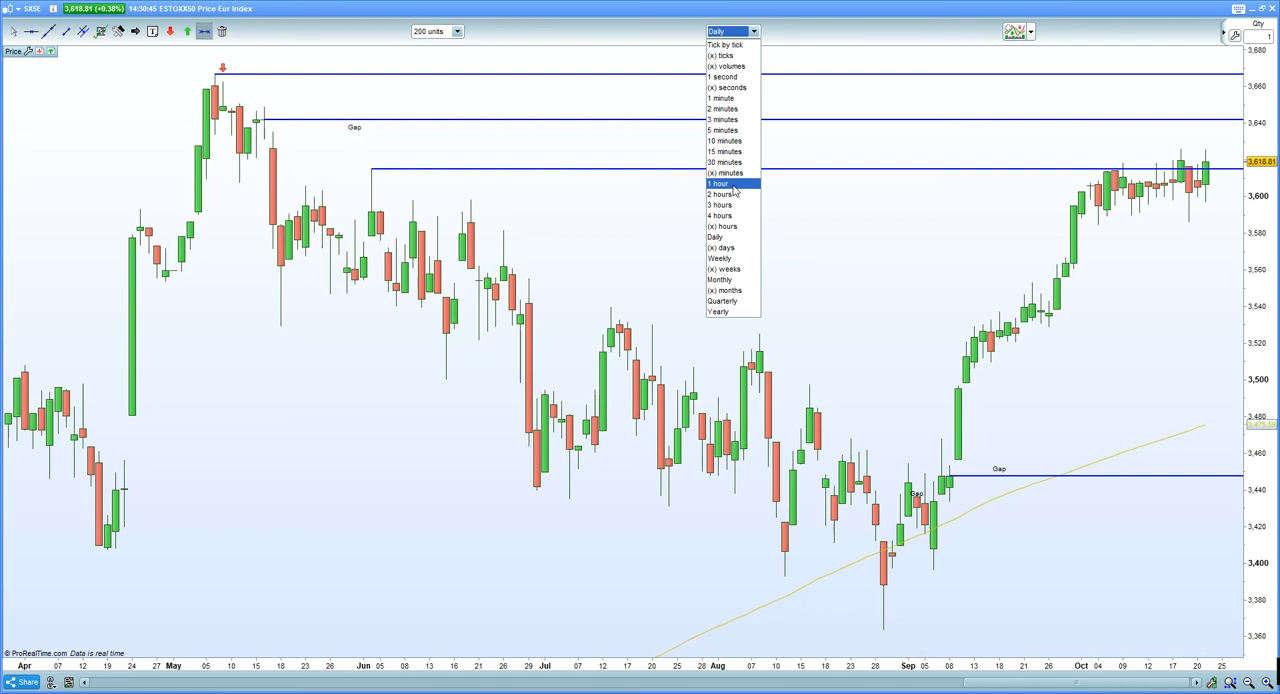 SX5E 3,618.81 (+0.38%) 14:30:45 ESTOXX50 Price Eur Index
200 units
Daily
Qty
1
Price
Tick by tick
(x) ticks
(x) volumes
1 second
(x) seconds
1 minute
2 minutes
3 minutes
5 minutes
10 minutes
15 minutes
30 minutes
(x) minutes
1 hour
2 hours
3 hours
4 hours
(x) hours
Daily
(x) days
Weekly
(x) weeks
Monthly
(x) months
Quarterly
Yearly
Gap
Gap
Gap
3,680
3,660
3,640
3,618.81
3,600
3,580
3,560
3,540
3,520
3,500
3,480
3,475.59
3,460
3,440
3,420
3,400
3,380
3,360
© ProRealTime.com Data is real time
Apr 07 12 19 24 27 May 05 10 15 18 23 26 Jun 05 08 13 16 21 26 29 Jul 07 12 17 20 25 28 Aug 07 10 15 18 23 28 Sep 05 08 13 18 21 26 Oct 04 09 12 17 20 25
Share